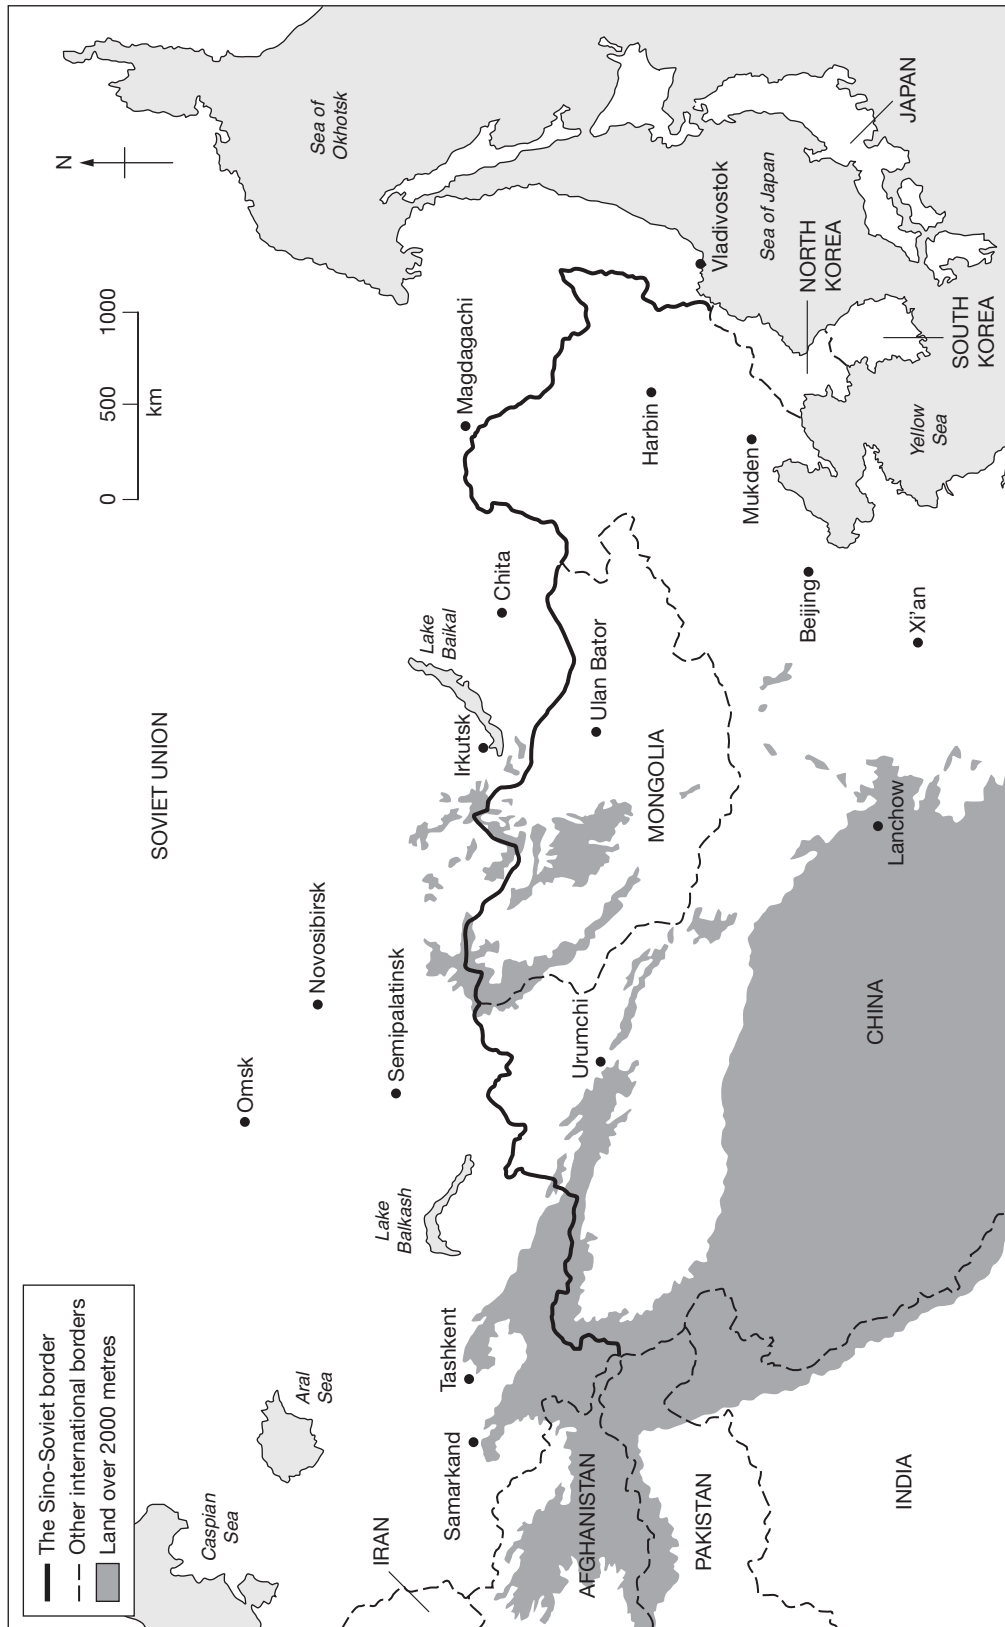 The Sino-Soviet border
Other international borders
Land over 2000 metres
N
0 500 1000
km
Caspian
Sea
Aral
Sea
SOVIET UNION
Sea of
Okhotsk
Omsk
Novosibirsk
Semipalatinsk
Lake
Balkash
Irkutsk
Lake
Baikal
Chita
Magdagachi
Tashkent
Samarkand
IRAN
Urumchi
Ulan Bator
MONGOLIA
Harbin
Vladivostok
Sea of Japan
JAPAN
Mukden
NORTH
KOREA
SOUTH
KOREA
Yellow
Sea
Beijing
Xi'an
Lanchow
CHINA
AFGHANISTAN
PAKISTAN
INDIA